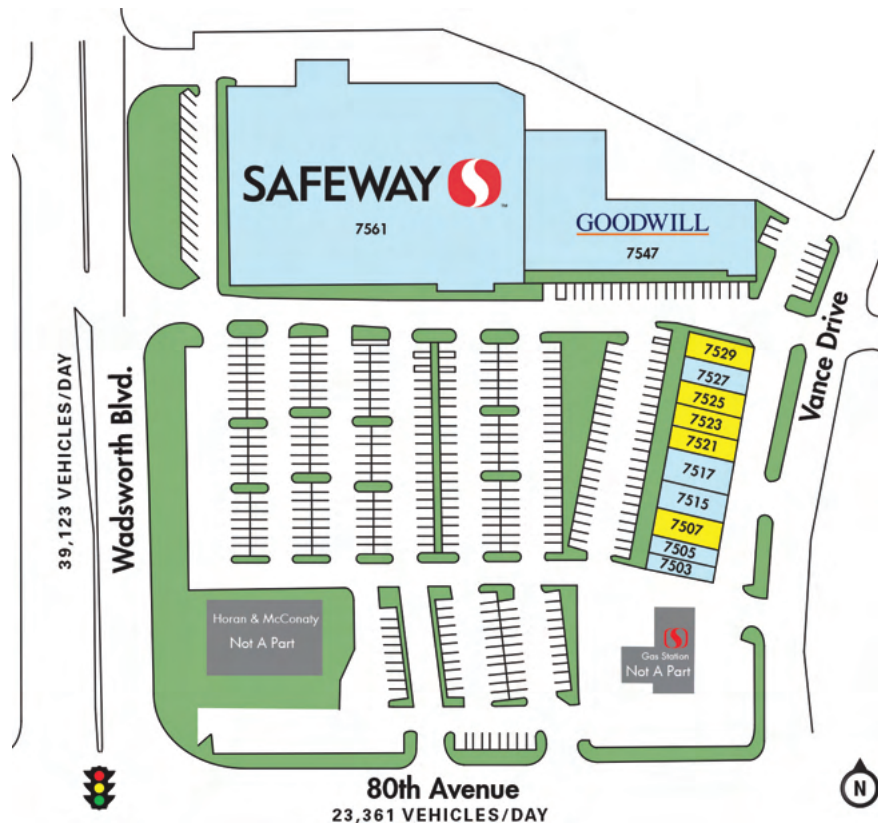 SAFEWAY
™
7561
GOODWILL
7547
Vance Drive
39,123 VEHICLES/DAY
Wadsworth Blvd.
7529
7527
7525
7523
7521
7517
7515
7507
7505
7503
Horan & McConaty
Not A Part
Gas Station
Not A Part
80th Avenue
23,361 VEHICLES/DAY
N